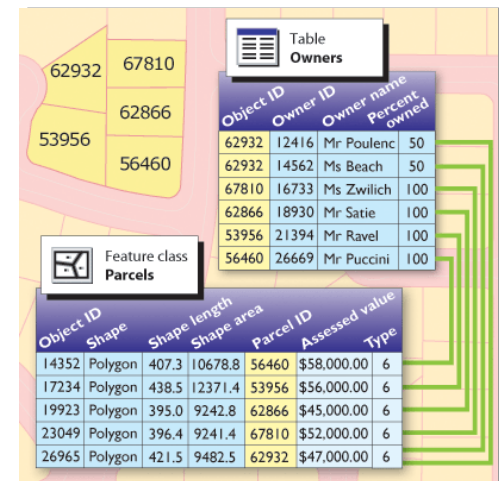 62932 67810
62866
53956
56460
Table
Owners
Object ID Owner ID Owner name Percent owned
62932 12416 Mr Poulenc 50
62932 14562 Ms Beach 50
67810 16733 Ms Zwilich 100
62866 18930 Mr Satie 100
53956 21394 Mr Ravel 100
56460 26669 Mr Puccini 100
Feature class
Parcels
Object ID Shape Shape length Shape area Parcel ID Assessed value Type
14352 Polygon 407.3 10678.8 56460 $58,000.00 6
17234 Polygon 438.5 12371.4 53956 $56,000.00 6
19923 Polygon 395.0 9242.8 62866 $45,000.00 6
23049 Polygon 396.4 9241.4 67810 $52,000.00 6
26965 Polygon 421.5 9482.5 62932 $47,000.00 6